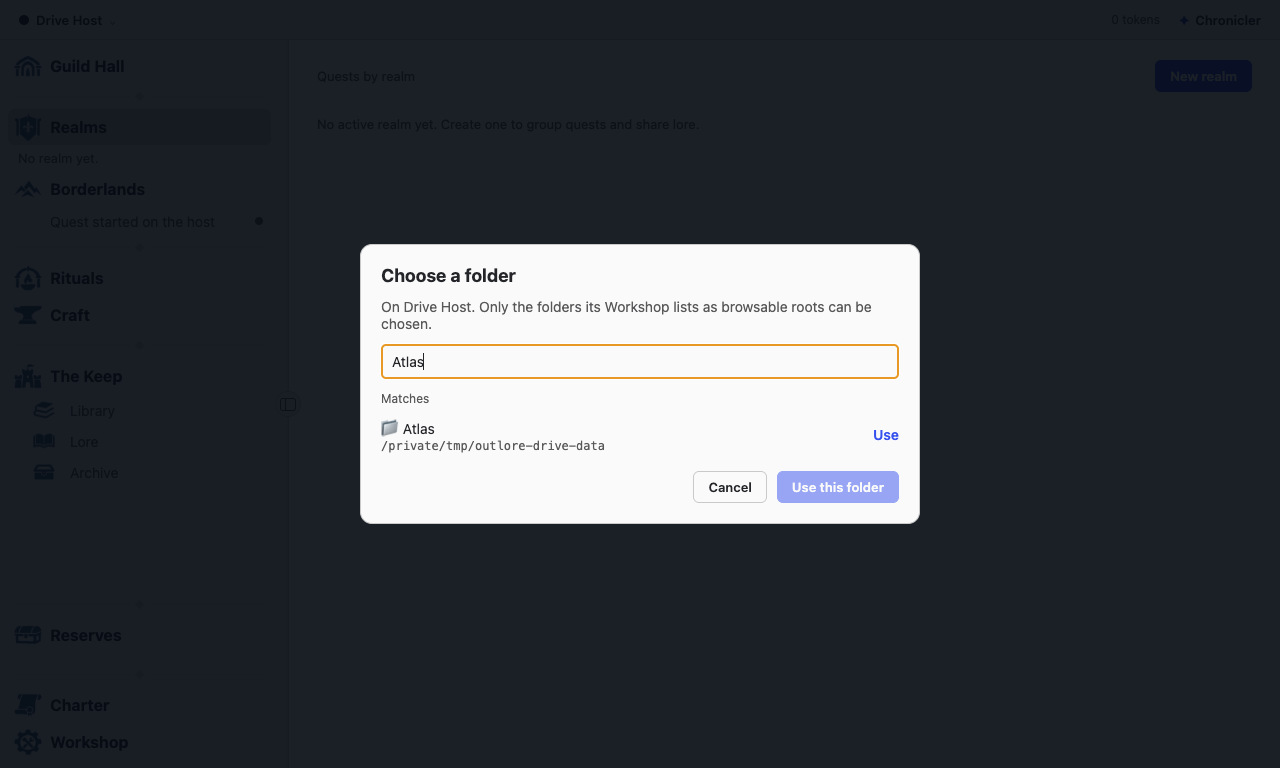 Drive Host
0 tokens
Chronicler
Guild Hall
Quests by realm
New realm
Realms
No active realm yet. Create one to group quests and share lore.
No realm yet.
Borderlands
Quest started on the host
Rituals
Craft
The Keep
Library
Lore
Archive
Reserves
Charter
Workshop
Choose a folder
On Drive Host. Only the folders its Workshop lists as browsable roots can be
chosen.
Atlas
Matches
Atlas
/private/tmp/outlore-drive-data
Use
Cancel
Use this folder